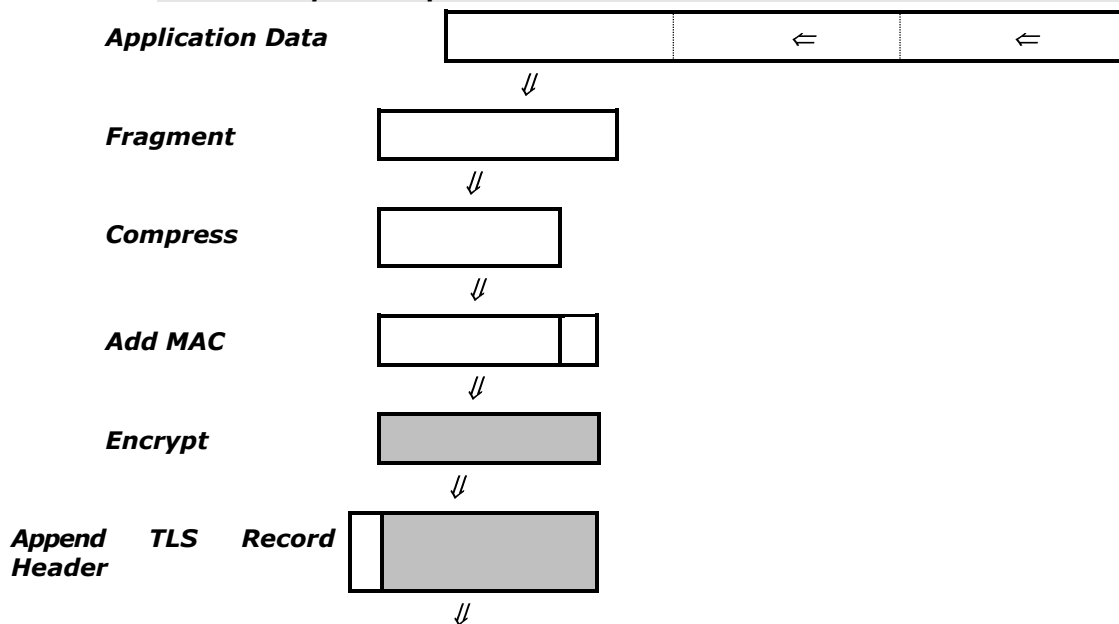 Application Data ⇐ ⇐
⇓
Fragment
⇓
Compress
⇓
Add MAC
⇓
Encrypt
⇓
Append TLS Record
Header
⇓